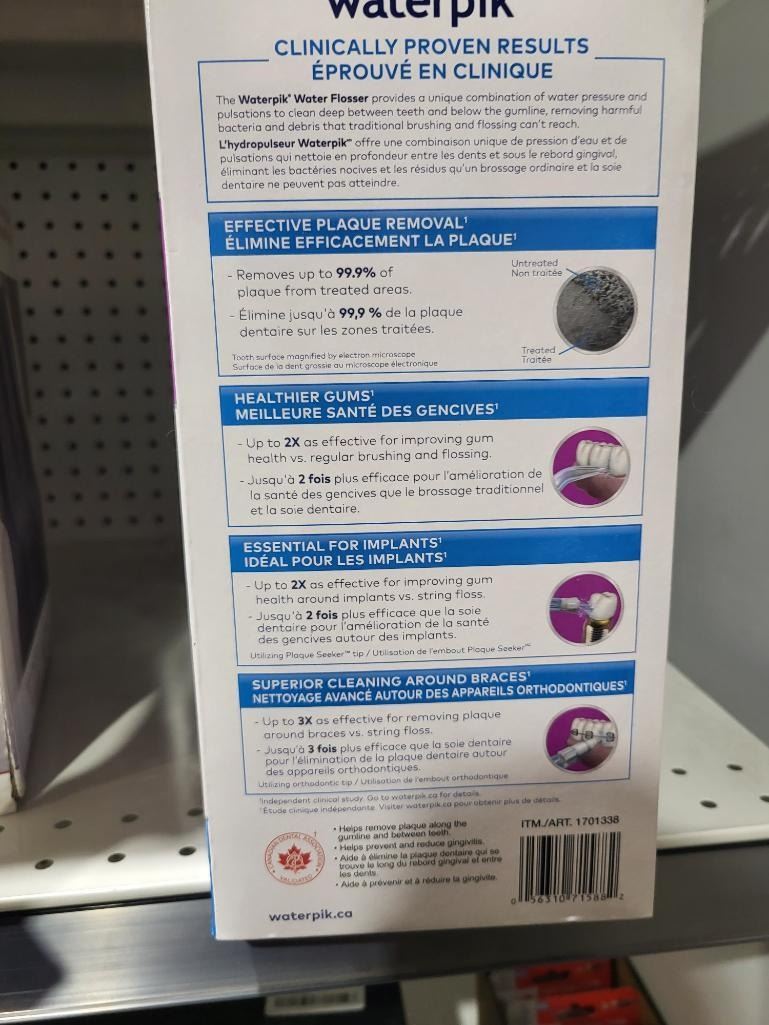 waterpik
CLINICALLY PROVEN RESULTS
ÉPROUVÉ EN CLINIQUE
The Waterpik® Water Flosser provides a unique combination of water pressure and
pulsations to clean deep between teeth and below the gumline, removing harmful
bacteria and debris that traditional brushing and flossing can't reach.
L'hydropulseur Waterpik™ offre une combinaison unique de pression d'eau et de
pulsations qui nettoie en profondeur entre les dents et sous le rebord gingival,
éliminant les bactéries nocives et les résidus qu'un brossage ordinaire et la soie
dentaire ne peuvent pas atteindre.
EFFECTIVE PLAQUE REMOVAL¹
ÉLIMINE EFFICACEMENT LA PLAQUE¹
- Removes up to 99.9% of
plaque from treated areas.
- Élimine jusqu'à 99,9 % de la plaque
dentaire sur les zones traitées.
Untreated
Non traitée
Treated
Traitée
Tooth surface magnified by electron microscope
Surface de la dent grossie au microscope électronique
HEALTHIER GUMS¹
MEILLEURE SANTÉ DES GENCIVES¹
- Up to 2X as effective for improving gum
health vs. regular brushing and flossing.
- Jusqu'à 2 fois plus efficace pour l'amélioration de
la santé des gencives que le brossage traditionnel
et la soie dentaire.
ESSENTIAL FOR IMPLANTS¹
IDÉAL POUR LES IMPLANTS¹
- Up to 2X as effective for improving gum
health around implants vs. string floss.
- Jusqu'à 2 fois plus efficace que la soie
dentaire pour l'amélioration de la santé
des gencives autour des implants.
Utilizing Plaque Seeker™ tip / Utilisation de l'embout Plaque Seeker ᴹᶜ
SUPERIOR CLEANING AROUND BRACES¹
NETTOYAGE AVANCÉ AUTOUR DES APPAREILS ORTHODONTIQUES¹
- Up to 3X as effective for removing plaque
around braces vs. string floss.
- Jusqu'à 3 fois plus efficace que la soie dentaire
pour l'élimination de la plaque dentaire autour
des appareils orthodontiques.
Utilizing orthodontic tip / Utilisation de l'embout orthodontique
¹Independent clinical study. Go to waterpik.ca for details.
¹Étude clinique indépendante. Visiter waterpik.ca pour obtenir plus de détails.
CANADIAN DENTAL ASSOCIATION
VALIDATED
1
• Helps remove plaque along the
gumline and between teeth.
• Helps prevent and reduce gingivitis.
• Aide à élimine la plaque dentaire qui se
trouve le long du rebord gingival et entre
les dents.
• Aide à prévenir et à réduire la gingivite.
ITM./ART. 1701338
0 56310 71588 2
waterpik.ca